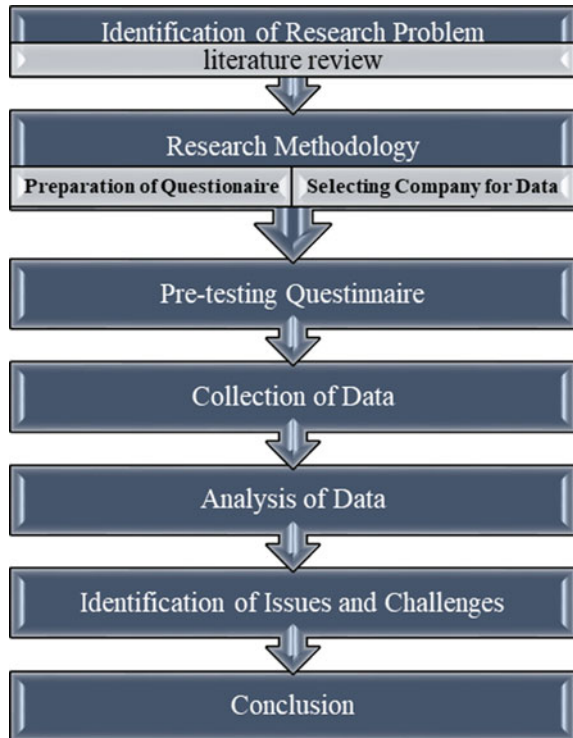 Identification of Research Problem
literature review
Research Methodology
Preparation of Questionaire
Selecting Company for Data
Pre-testing Questinnaire
Collection of Data
Analysis of Data
Identification of Issues and Challenges
Conclusion